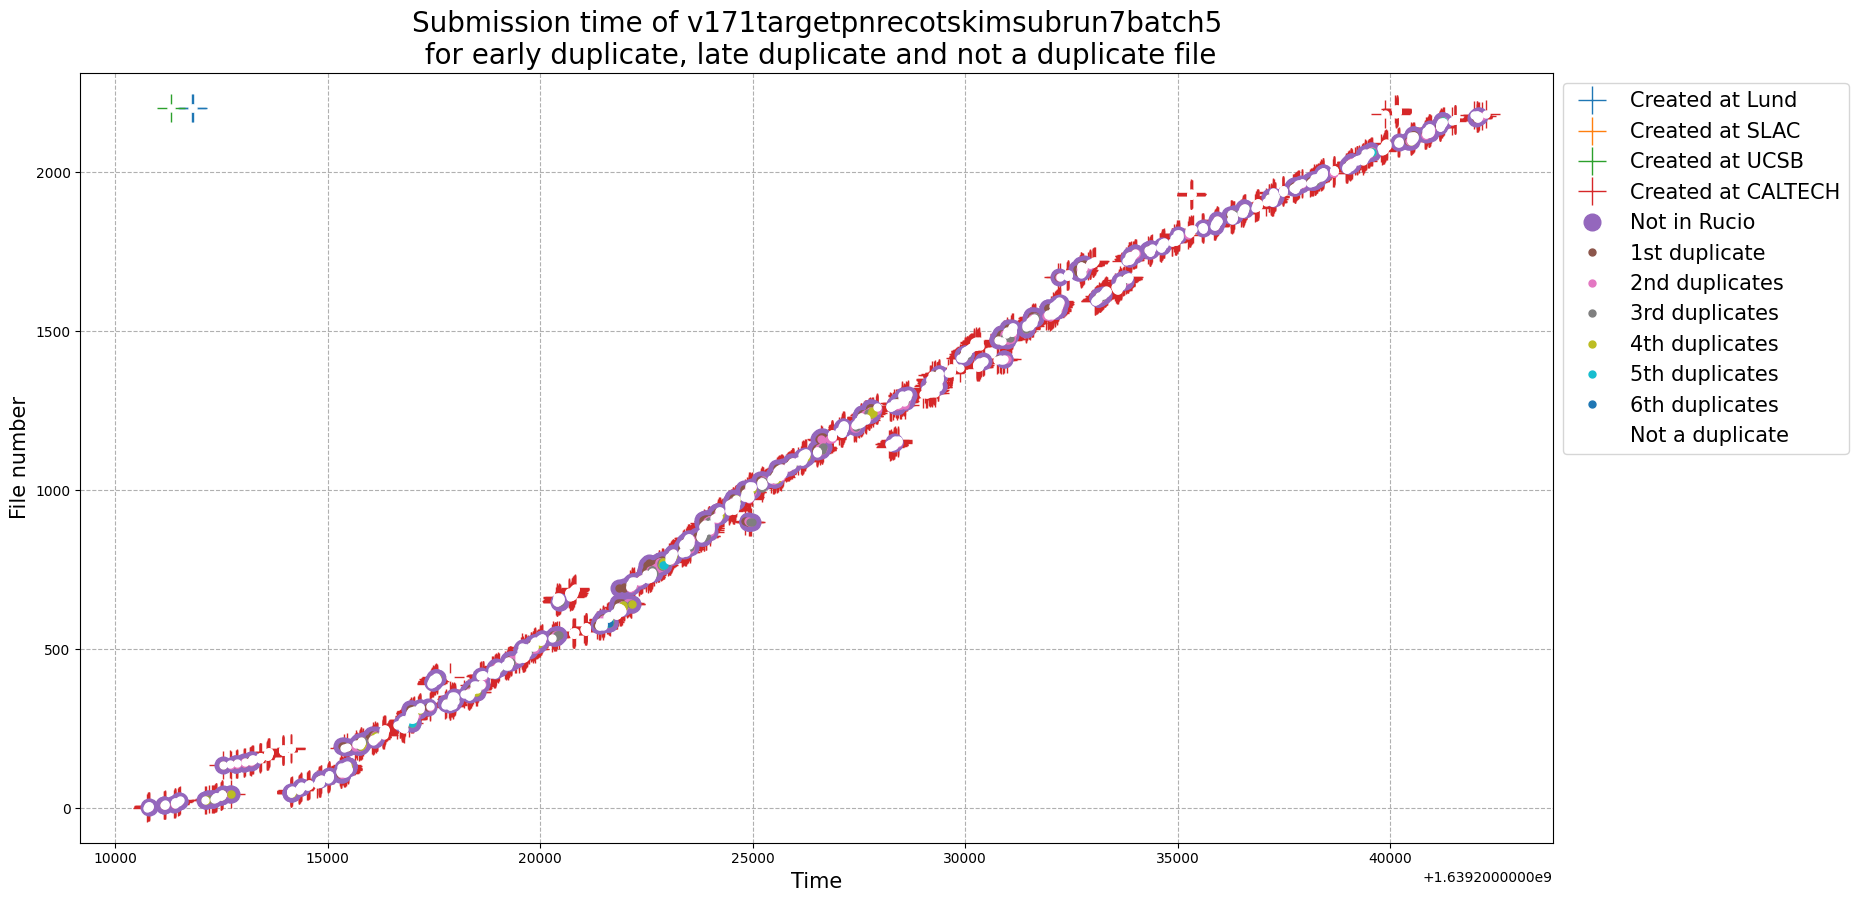 Submission time of v171targetpnrecotskimsubrun7batch5
for early duplicate, late duplicate and not a duplicate file
Created at Lund
Created at SLAC
Created at UCSB
Created at CALTECH
Not in Rucio
1st duplicate
2nd duplicates
3rd duplicates
4th duplicates
5th duplicates
6th duplicates
Not a duplicate
File number
2000
1500
1000
500
0
10000 15000 20000 25000 30000 35000 40000
Time
+1.6392000000e9